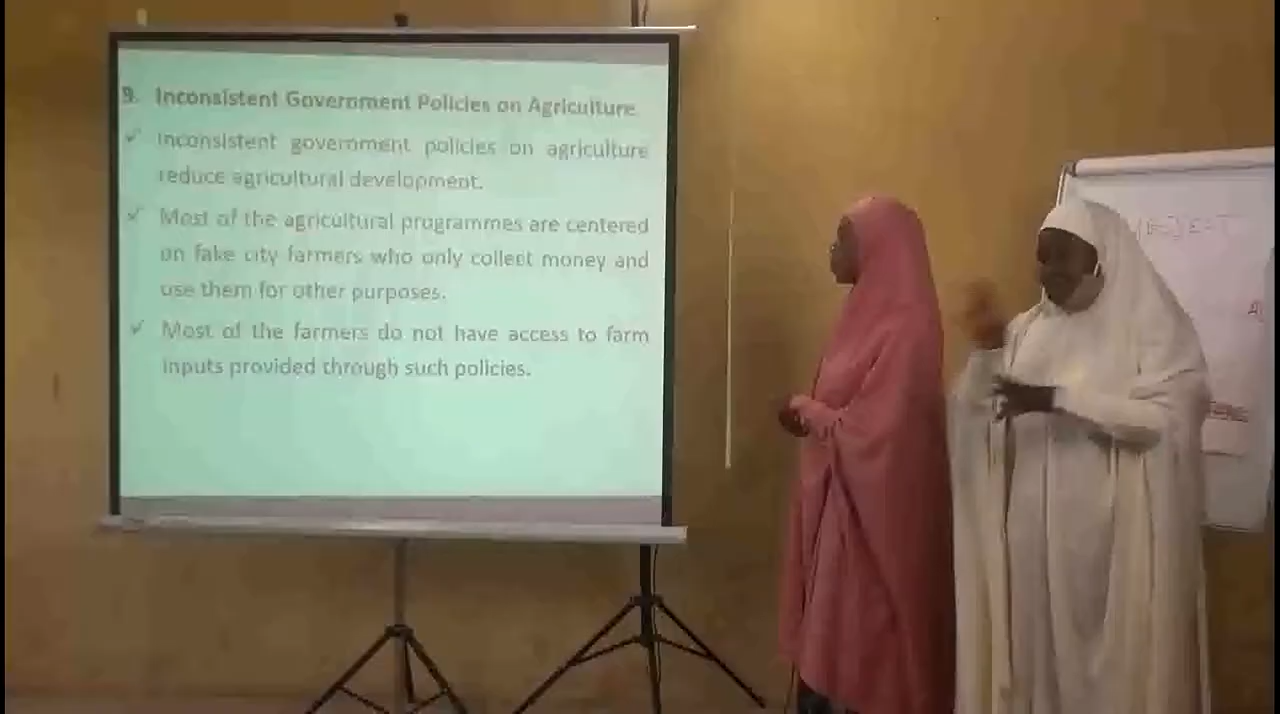 9. Inconsistent Government Policies on Agriculture
✓ Inconsistent government policies on agriculture
reduce agricultural development.
✓ Most of the agricultural programmes are centered
on fake city farmers who only collect money and
use them for other purposes.
✓ Most of the farmers do not have access to farm
inputs provided through such policies.